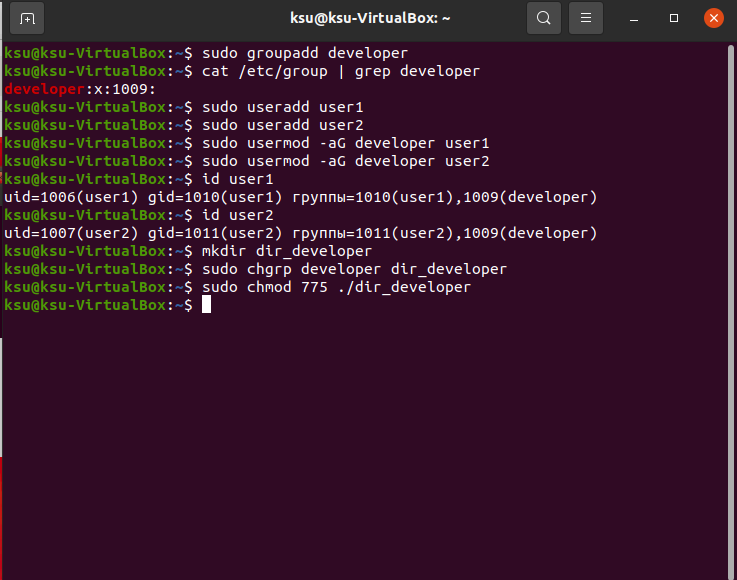 ksu@ksu-VirtualBox: ~
ksu@ksu-VirtualBox:~$ sudo groupadd developer
ksu@ksu-VirtualBox:~$ cat /etc/group | grep developer
developer:x:1009:
ksu@ksu-VirtualBox:~$ sudo useradd user1
ksu@ksu-VirtualBox:~$ sudo useradd user2
ksu@ksu-VirtualBox:~$ sudo usermod -aG developer user1
ksu@ksu-VirtualBox:~$ sudo usermod -aG developer user2
ksu@ksu-VirtualBox:~$ id user1
uid=1006(user1) gid=1010(user1) группы=1010(user1),1009(developer)
ksu@ksu-VirtualBox:~$ id user2
uid=1007(user2) gid=1011(user2) группы=1011(user2),1009(developer)
ksu@ksu-VirtualBox:~$ mkdir dir_developer
ksu@ksu-VirtualBox:~$ sudo chgrp developer dir_developer
ksu@ksu-VirtualBox:~$ sudo chmod 775 ./dir_developer
ksu@ksu-VirtualBox:~$